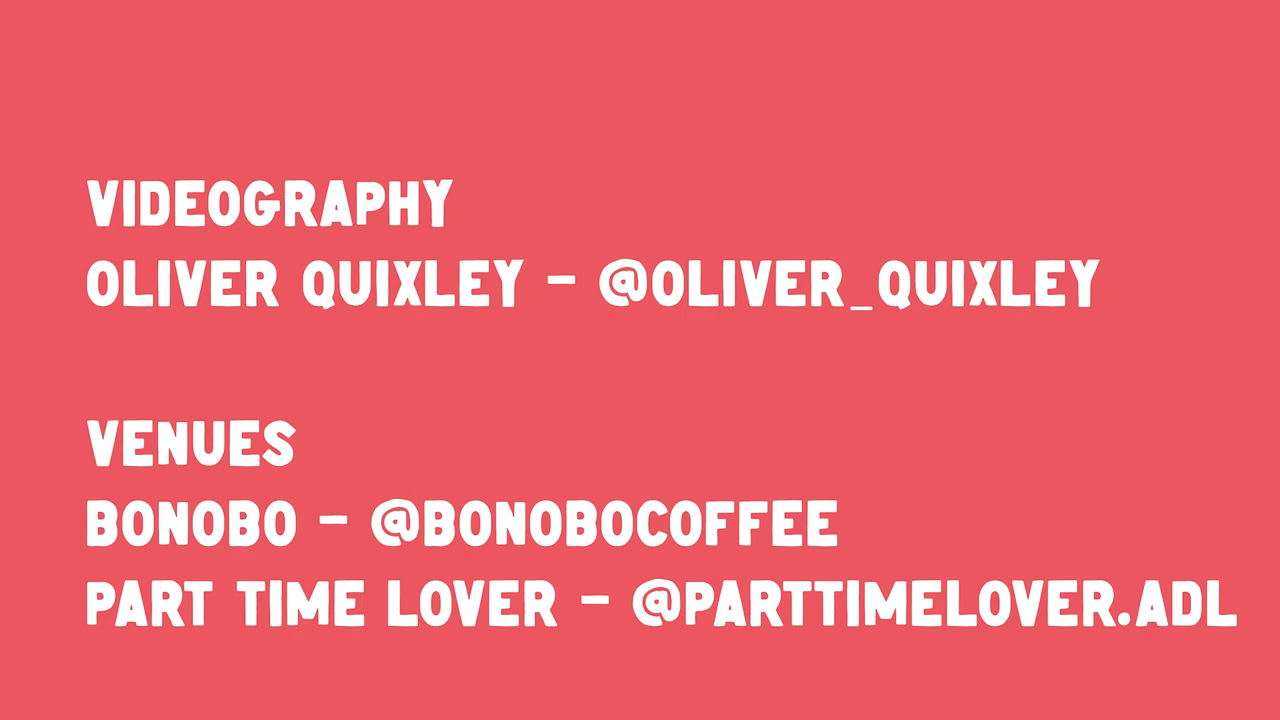 VIDEOGRAPHY
OLIVER QUIXLEY - @OLIVER_QUIXLEY
VENUES
BONOBO - @BONOBOCOFFEE
PART TIME LOVER - @PARTTIMELOVER.ADL